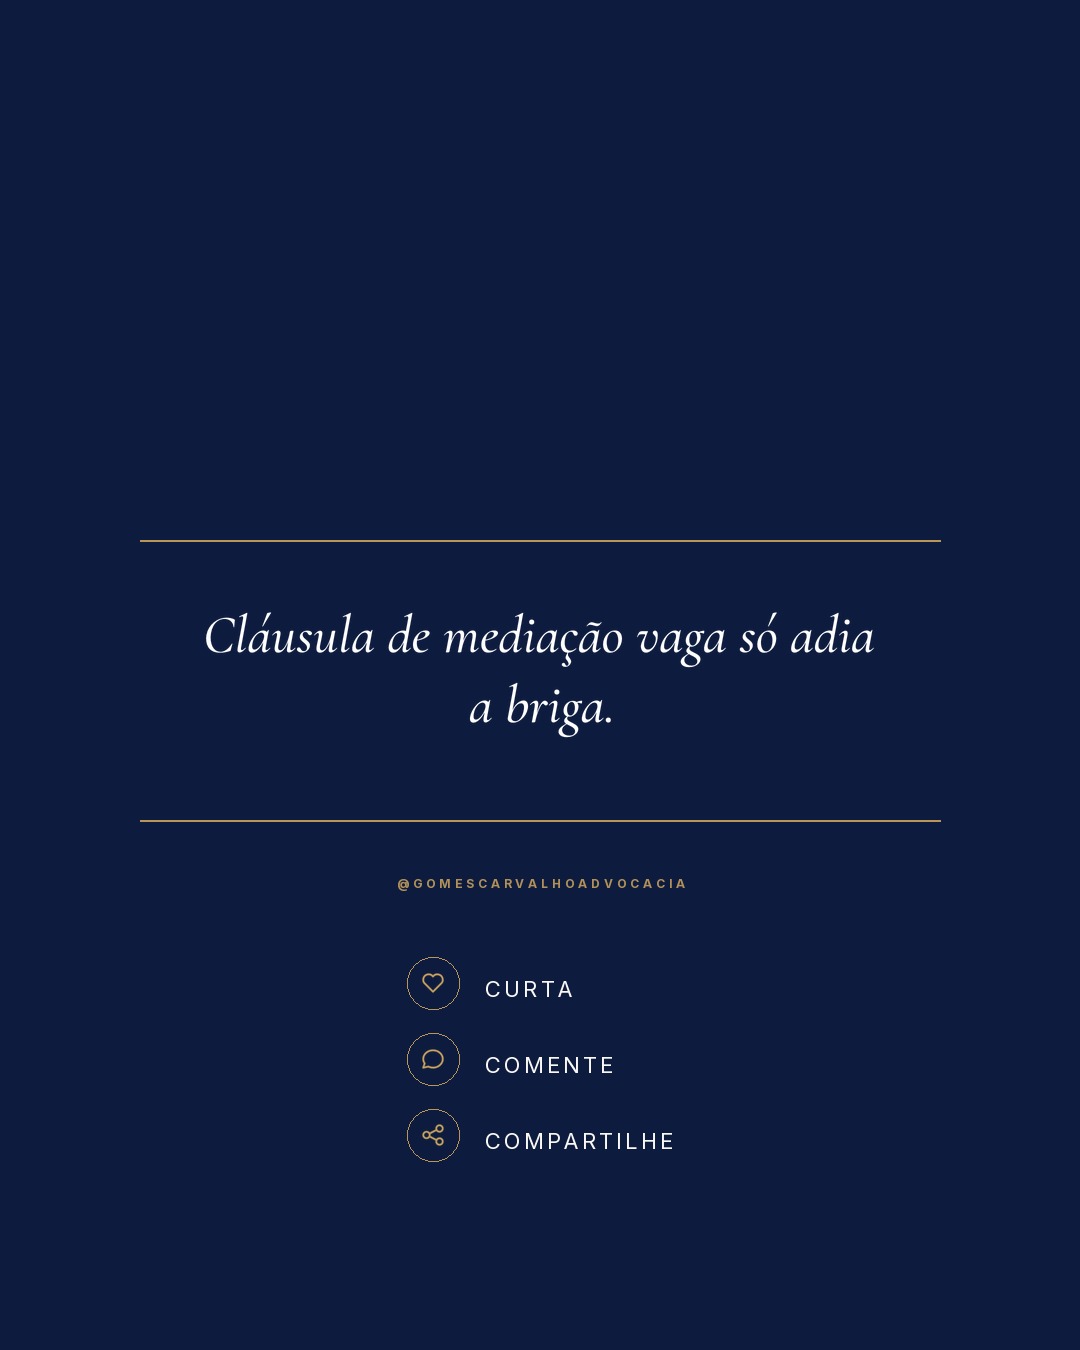 Cláusula de mediação vaga só adia
a briga.
@GOMESCARVALHOADVOCACIA
CURTA
COMENTE
COMPARTILHE